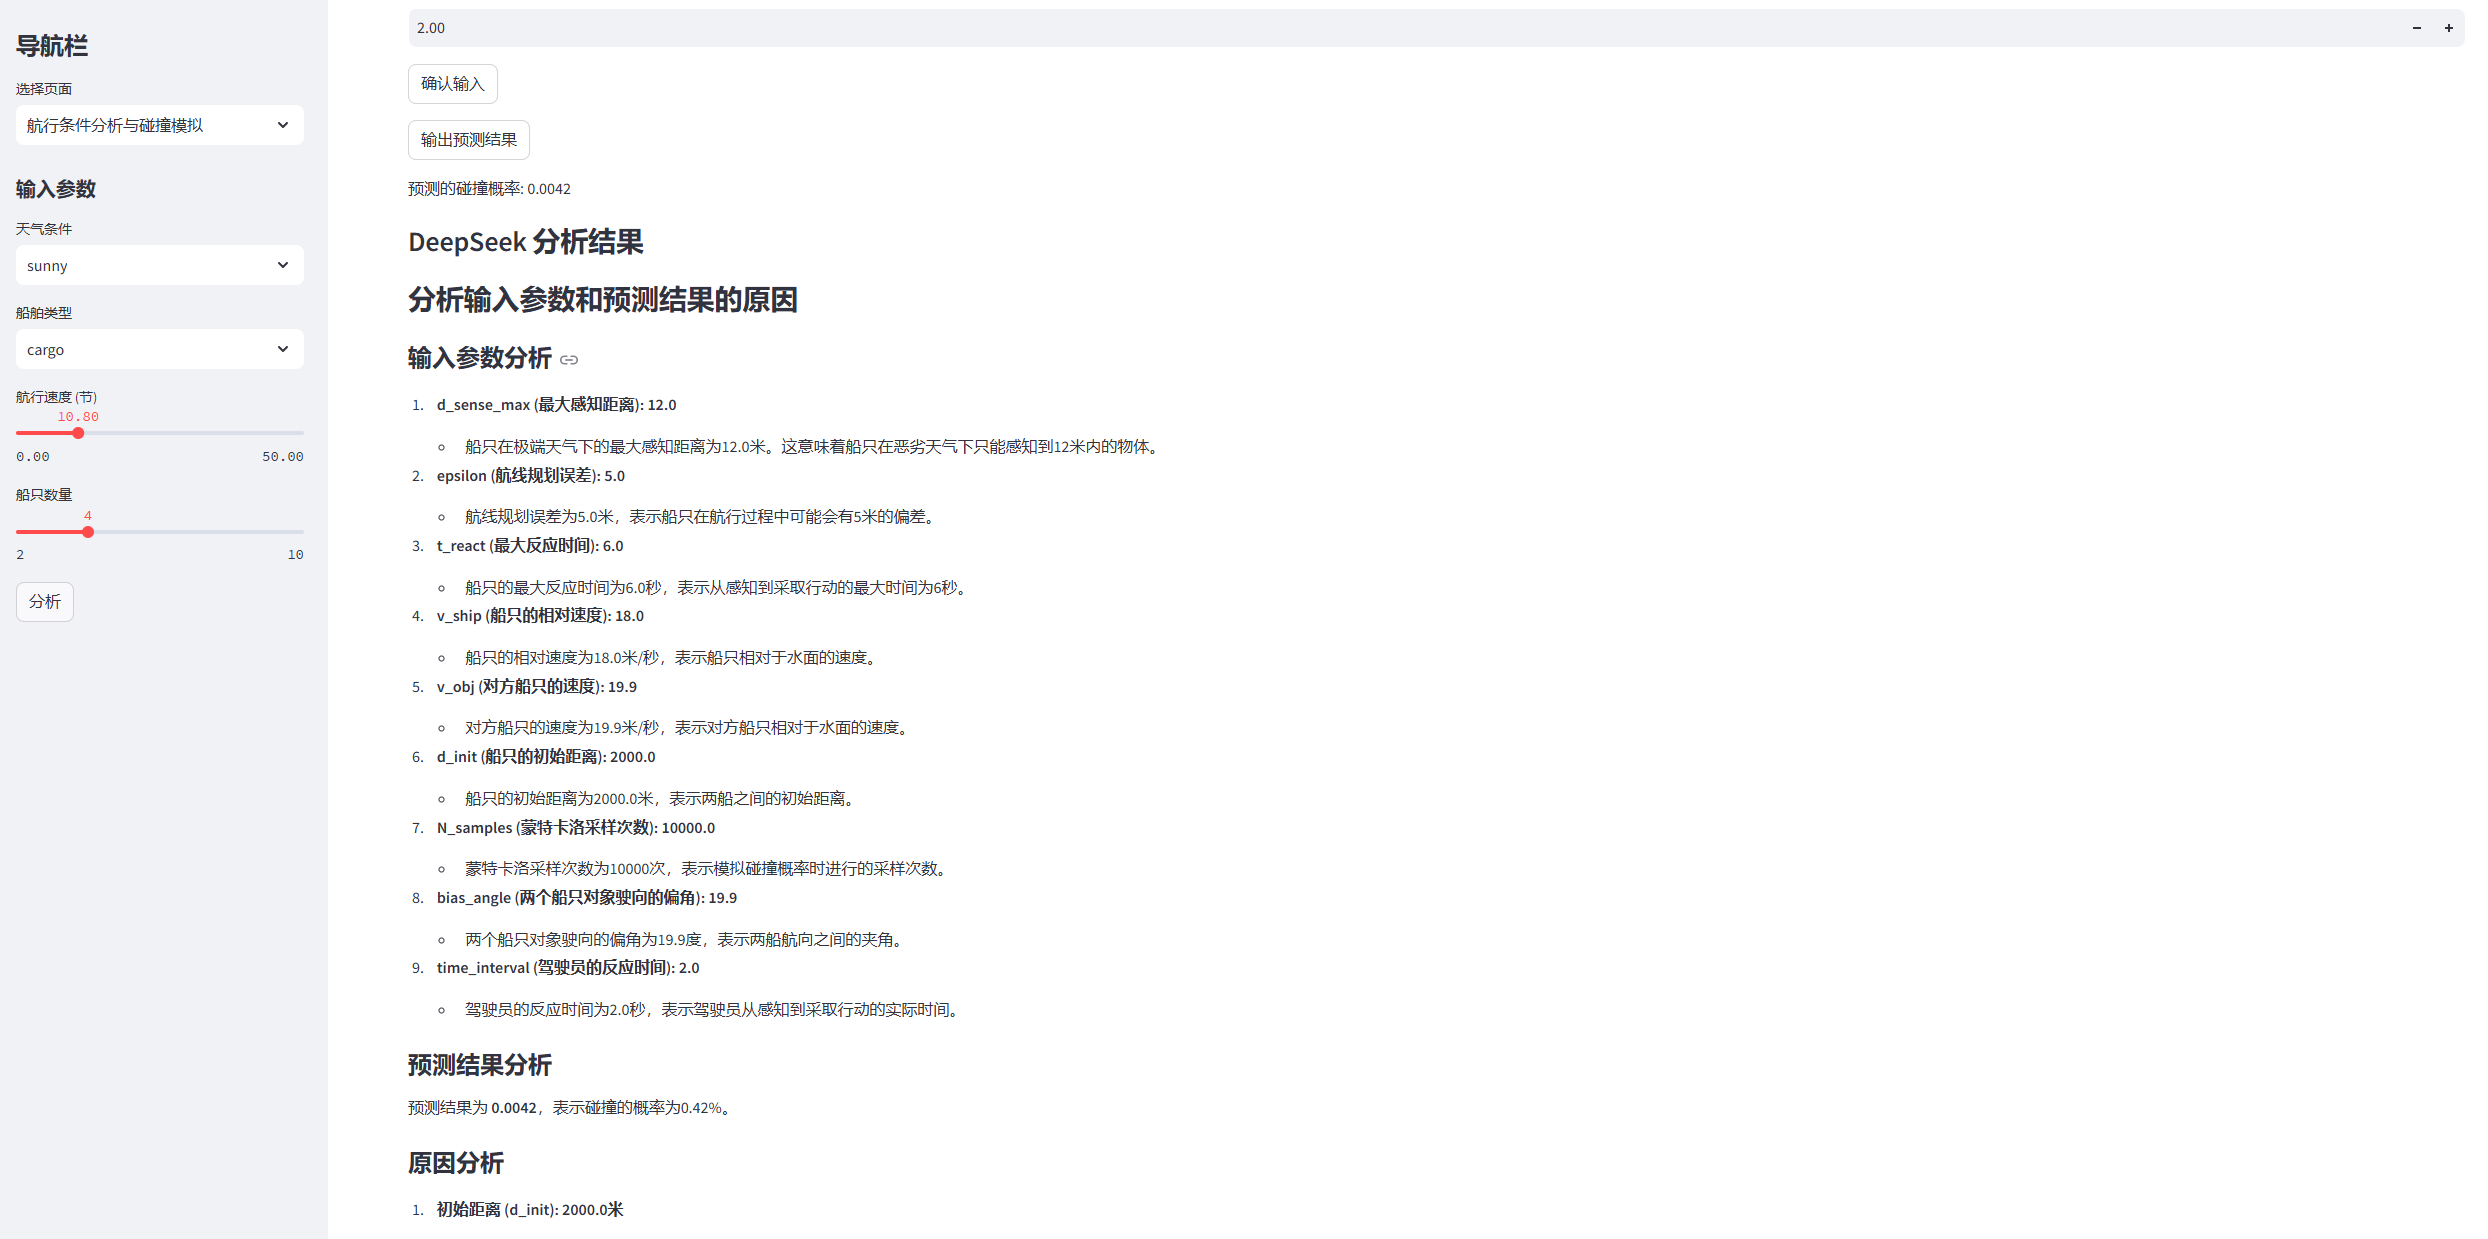 导航栏
选择页面
航行条件分析与碰撞模拟
输入参数
天气条件
sunny
船舶类型
cargo
航行速度 (节)
10.80
0.00 50.00
船只数量
4
2 10
分析
2.00
确认输入
输出预测结果
预测的碰撞概率: 0.0042
DeepSeek 分析结果
分析输入参数和预测结果的原因
输入参数分析
1. d_sense_max (最大感知距离): 12.0
船只在极端天气下的最大感知距离为12.0米。这意味着船只在恶劣天气下只能感知到12米内的物体。
2. epsilon (航线规划误差): 5.0
航线规划误差为5.0米，表示船只在航行过程中可能会有5米的偏差。
3. t_react (最大反应时间): 6.0
船只的最大反应时间为6.0秒，表示从感知到采取行动的最大时间为6秒。
4. v_ship (船只的相对速度): 18.0
船只的相对速度为18.0米/秒，表示船只相对于水面的速度。
5. v_obj (对方船只的速度): 19.9
对方船只的速度为19.9米/秒，表示对方船只相对于水面的速度。
6. d_init (船只的初始距离): 2000.0
船只的初始距离为2000.0米，表示两船之间的初始距离。
7. N_samples (蒙特卡洛采样次数): 10000.0
蒙特卡洛采样次数为10000次，表示模拟碰撞概率时进行的采样次数。
8. bias_angle (两个船只对象驶向的偏角): 19.9
两个船只对象驶向的偏角为19.9度，表示两船航向之间的夹角。
9. time_interval (驾驶员的反应时间): 2.0
驾驶员的反应时间为2.0秒，表示驾驶员从感知到采取行动的实际时间。
预测结果分析
预测结果为 0.0042，表示碰撞的概率为0.42%。
原因分析
1. 初始距离 (d_init): 2000.0米